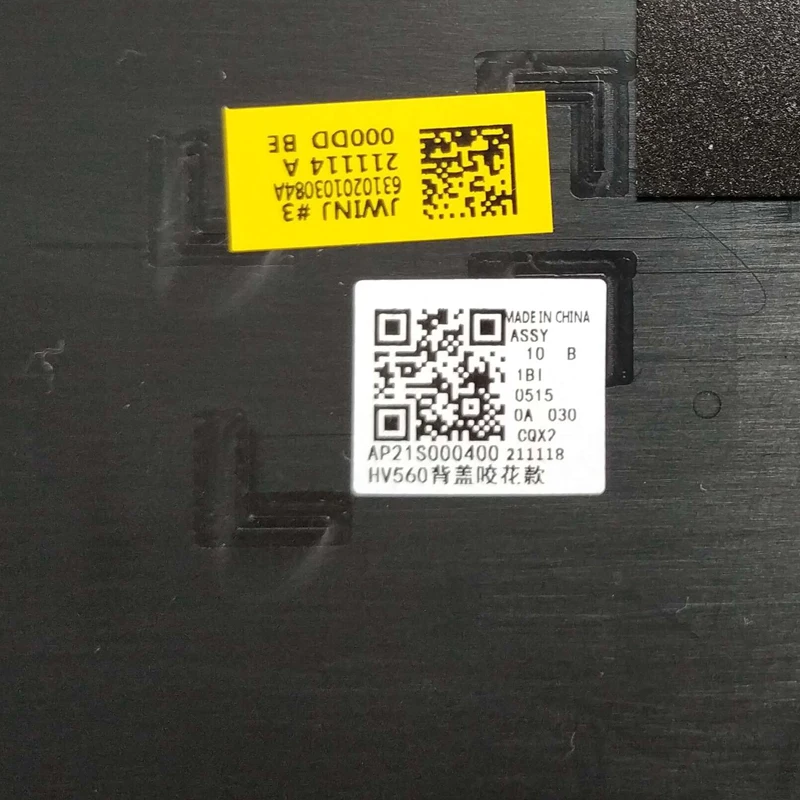 JWINJ #3
631020103084A
211114 A
000DD BE
MADE IN CHINA
ASSY
10 B
1BI
0515
0A 030
CQX2
AP21S000400 211118
HV560背盖咬花款